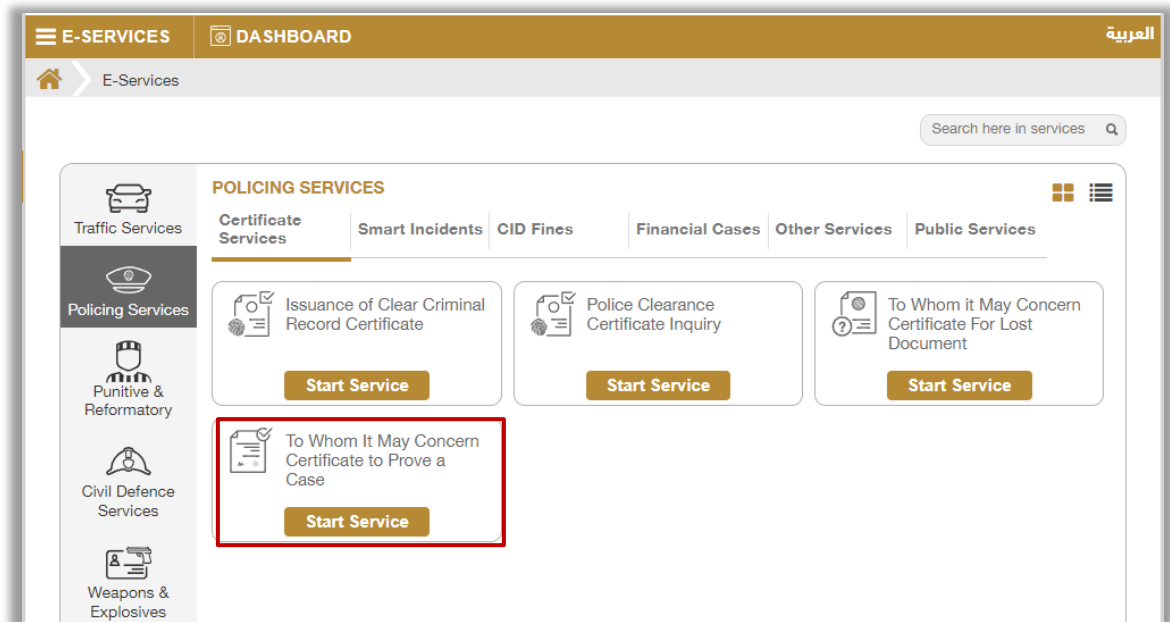 E-SERVICES
DASHBOARD
العربية
E-Services
Search here in services
Traffic Services
Policing Services
Punitive &
Reformatory
Civil Defence
Services
Weapons &
Explosives
POLICING SERVICES
Certificate
Services
Smart Incidents
CID Fines
Financial Cases
Other Services
Public Services
Issuance of Clear Criminal
Record Certificate
Start Service
Police Clearance
Certificate Inquiry
Start Service
To Whom it May Concern
Certificate For Lost
Document
Start Service
To Whom It May Concern
Certificate to Prove a
Case
Start Service